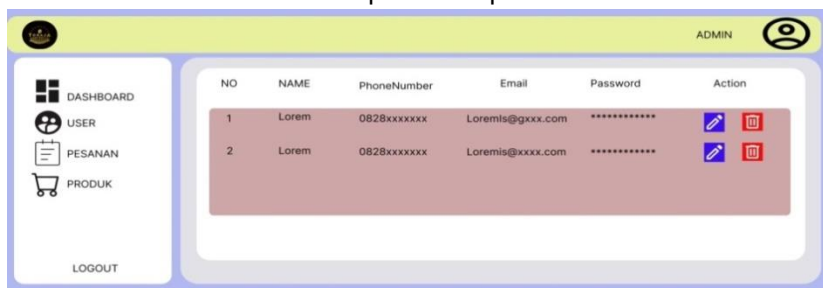 ADMIN
DASHBOARD
USER
PESANAN
PRODUK
LOGOUT
NO NAME PhoneNumber Email Password Action
1 Lorem 0828xxxxxxx LoremIs@gxxx.com ************
2 Lorem 0828xxxxxxx Loremis@xxxx.com ************